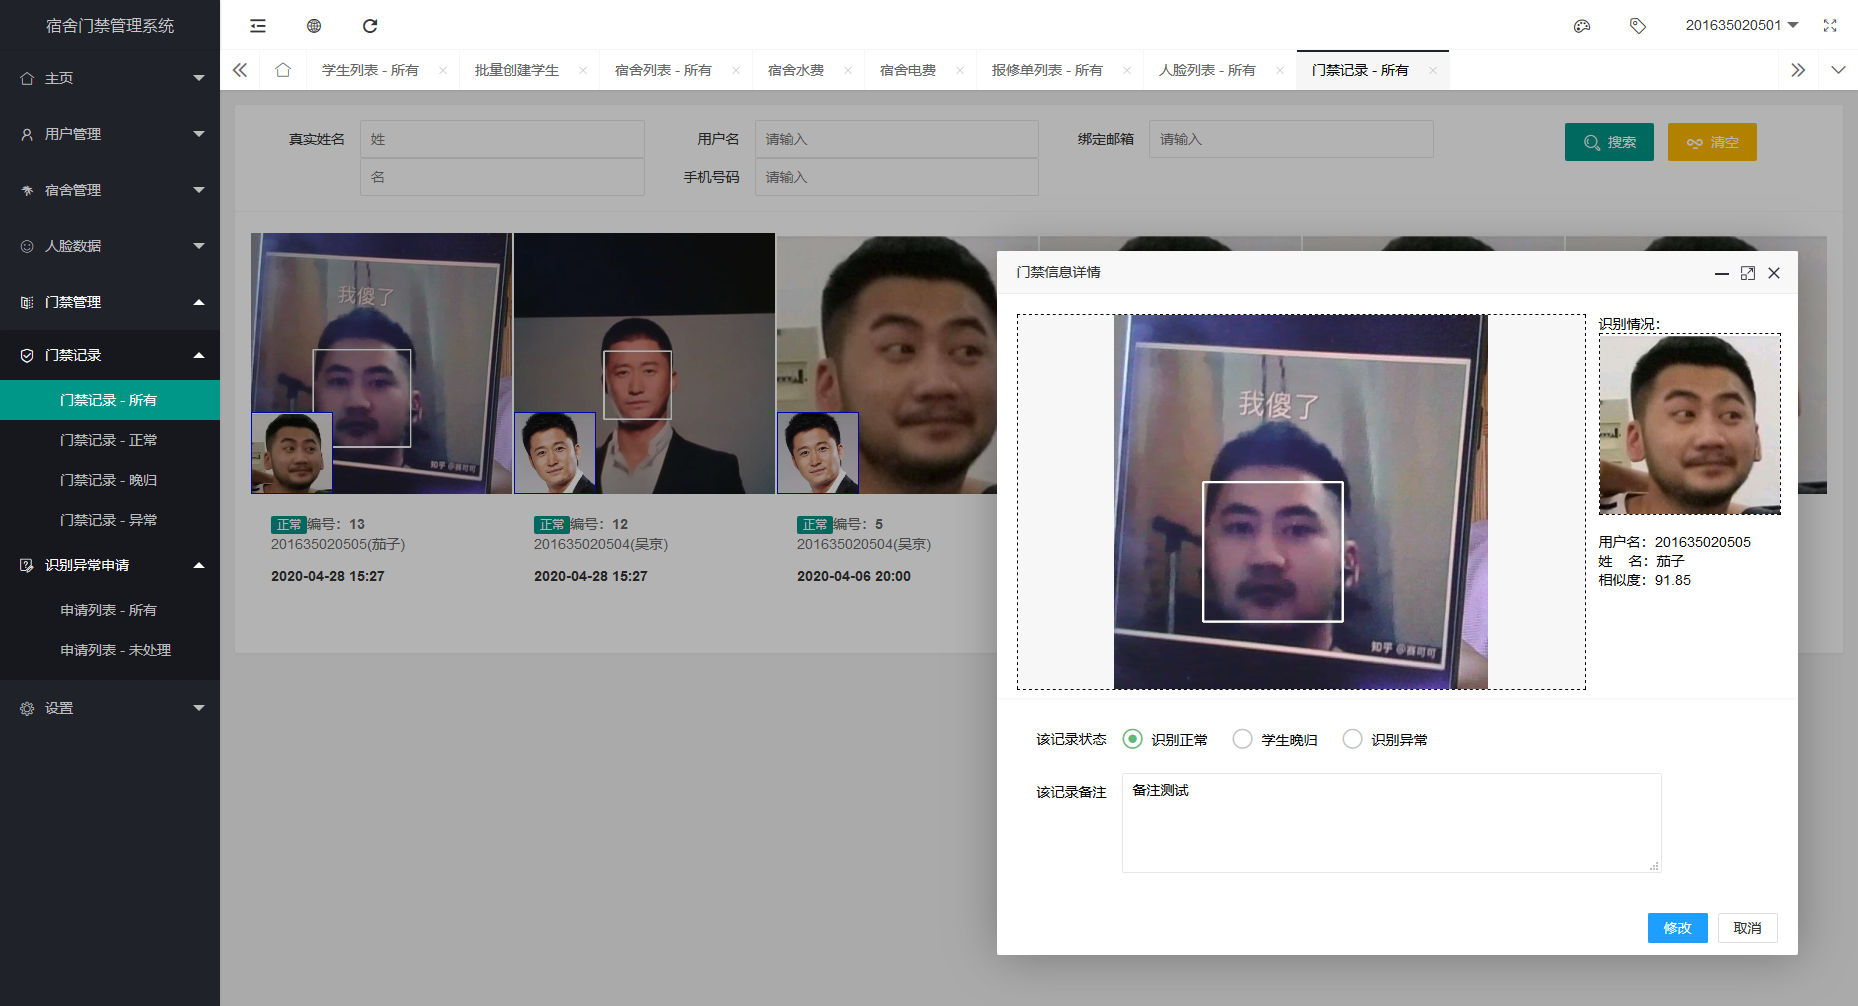 宿舍门禁管理系统
201635020501
学生列表 - 所有
批量创建学生
宿舍列表 - 所有
宿舍水费
宿舍电费
报修单列表 - 所有
人脸列表 - 所有
门禁记录 - 所有
主页
用户管理
宿舍管理
人脸数据
门禁管理
门禁记录
门禁记录 - 所有
门禁记录 - 正常
门禁记录 - 晚归
门禁记录 - 异常
识别异常申请
申请列表 - 所有
申请列表 - 未处理
设置
真实姓名 姓
用户名 请输入
绑定邮箱 请输入
搜索 清空
名
手机号码 请输入
我傻了
正常 编号：13
201635020505(茄子)
2020-04-28 15:27
正常 编号：12
201635020504(吴京)
2020-04-28 15:27
正常 编号：5
201635020504(吴京)
2020-04-06 20:00
门禁信息详情
我傻了
识别情况：
用户名：201635020505
姓 名：茄子
相似度：91.85
该记录状态 识别正常 学生晚归 识别异常
该记录备注 备注测试
修改 取消